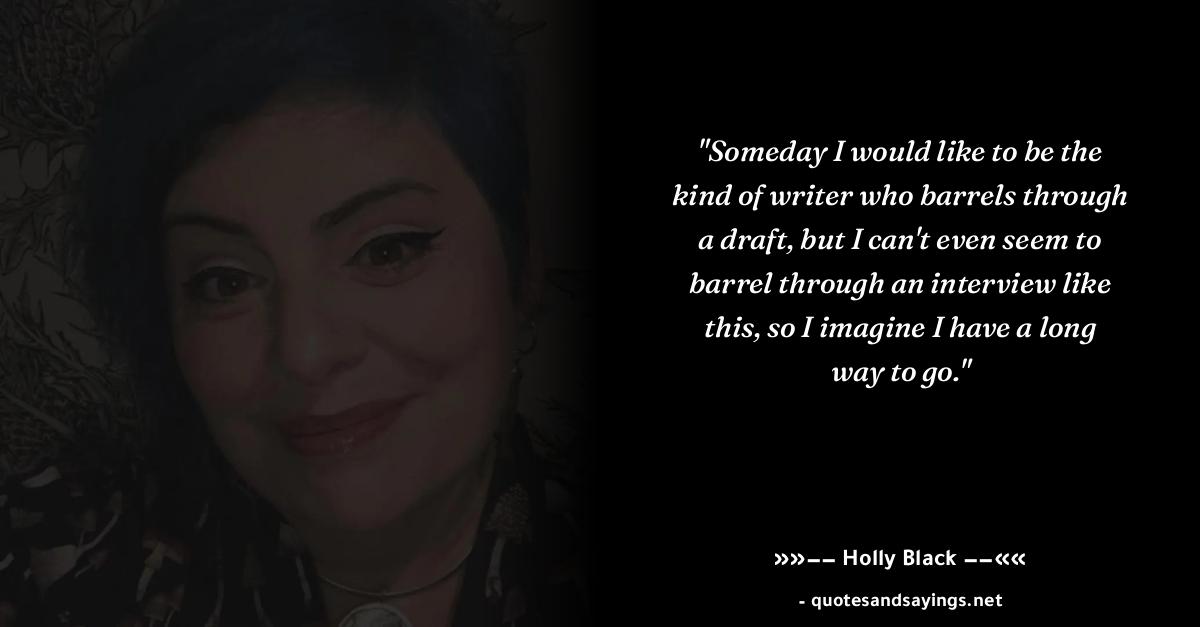 "Someday I would like to be the
kind of writer who barrels through
a draft, but I can't even seem to
barrel through an interview like
this, so I imagine I have a long
way to go."
»»−− Holly Black −−««
- quotesandsayings.net